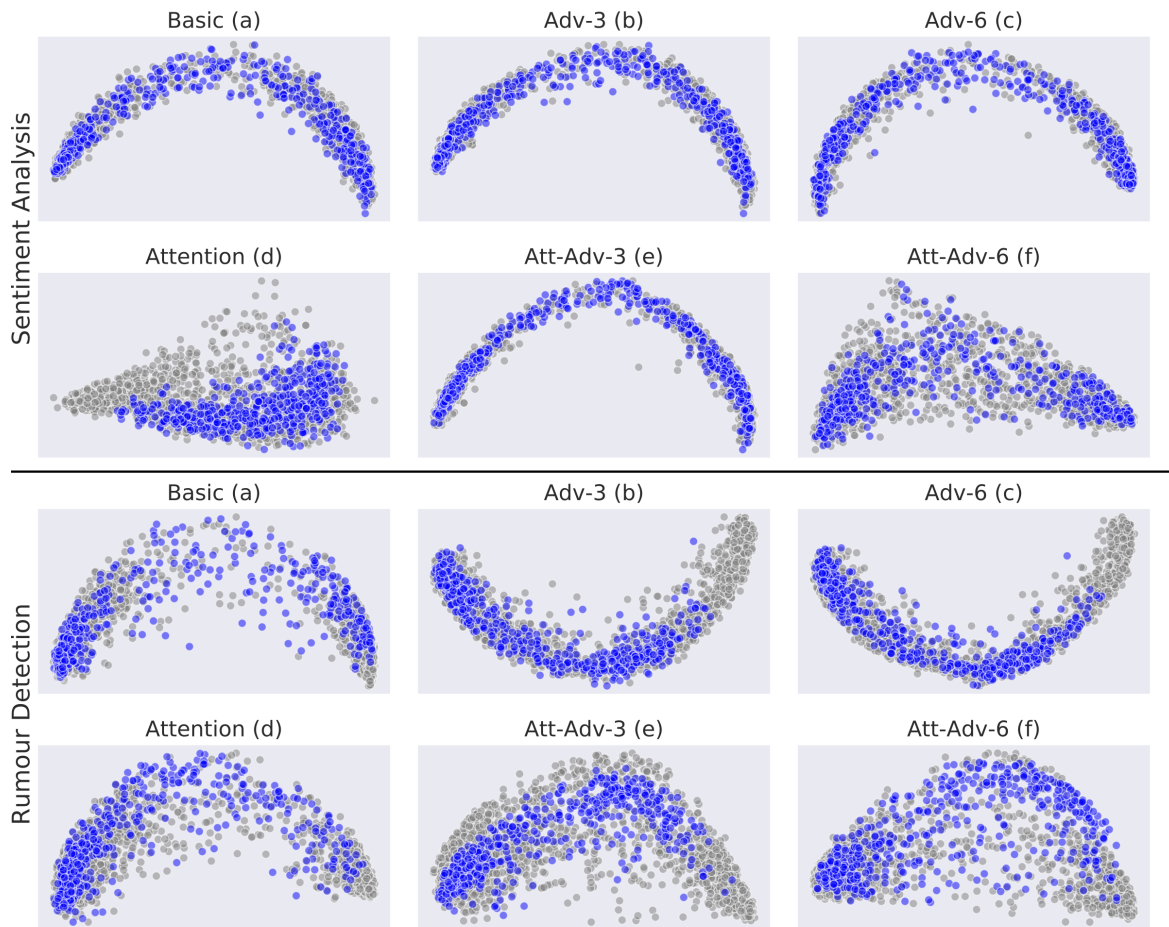 Sentiment Analysis
Basic (a)
Adv-3 (b)
Adv-6 (c)
Attention (d)
Att-Adv-3 (e)
Att-Adv-6 (f)
Rumour Detection
Basic (a)
Adv-3 (b)
Adv-6 (c)
Attention (d)
Att-Adv-3 (e)
Att-Adv-6 (f)